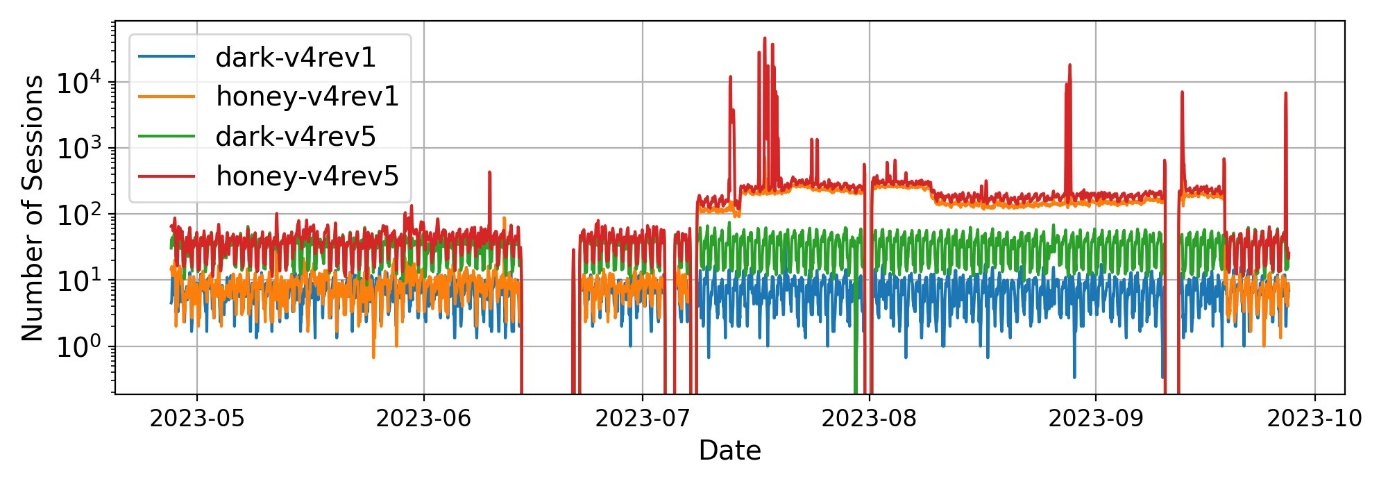 dark-v4rev1
honey-v4rev1
dark-v4rev5
honey-v4rev5
Number of Sessions
10⁴
10³
10²
10¹
10⁰
2023-05 2023-06 2023-07 2023-08 2023-09 2023-10
Date